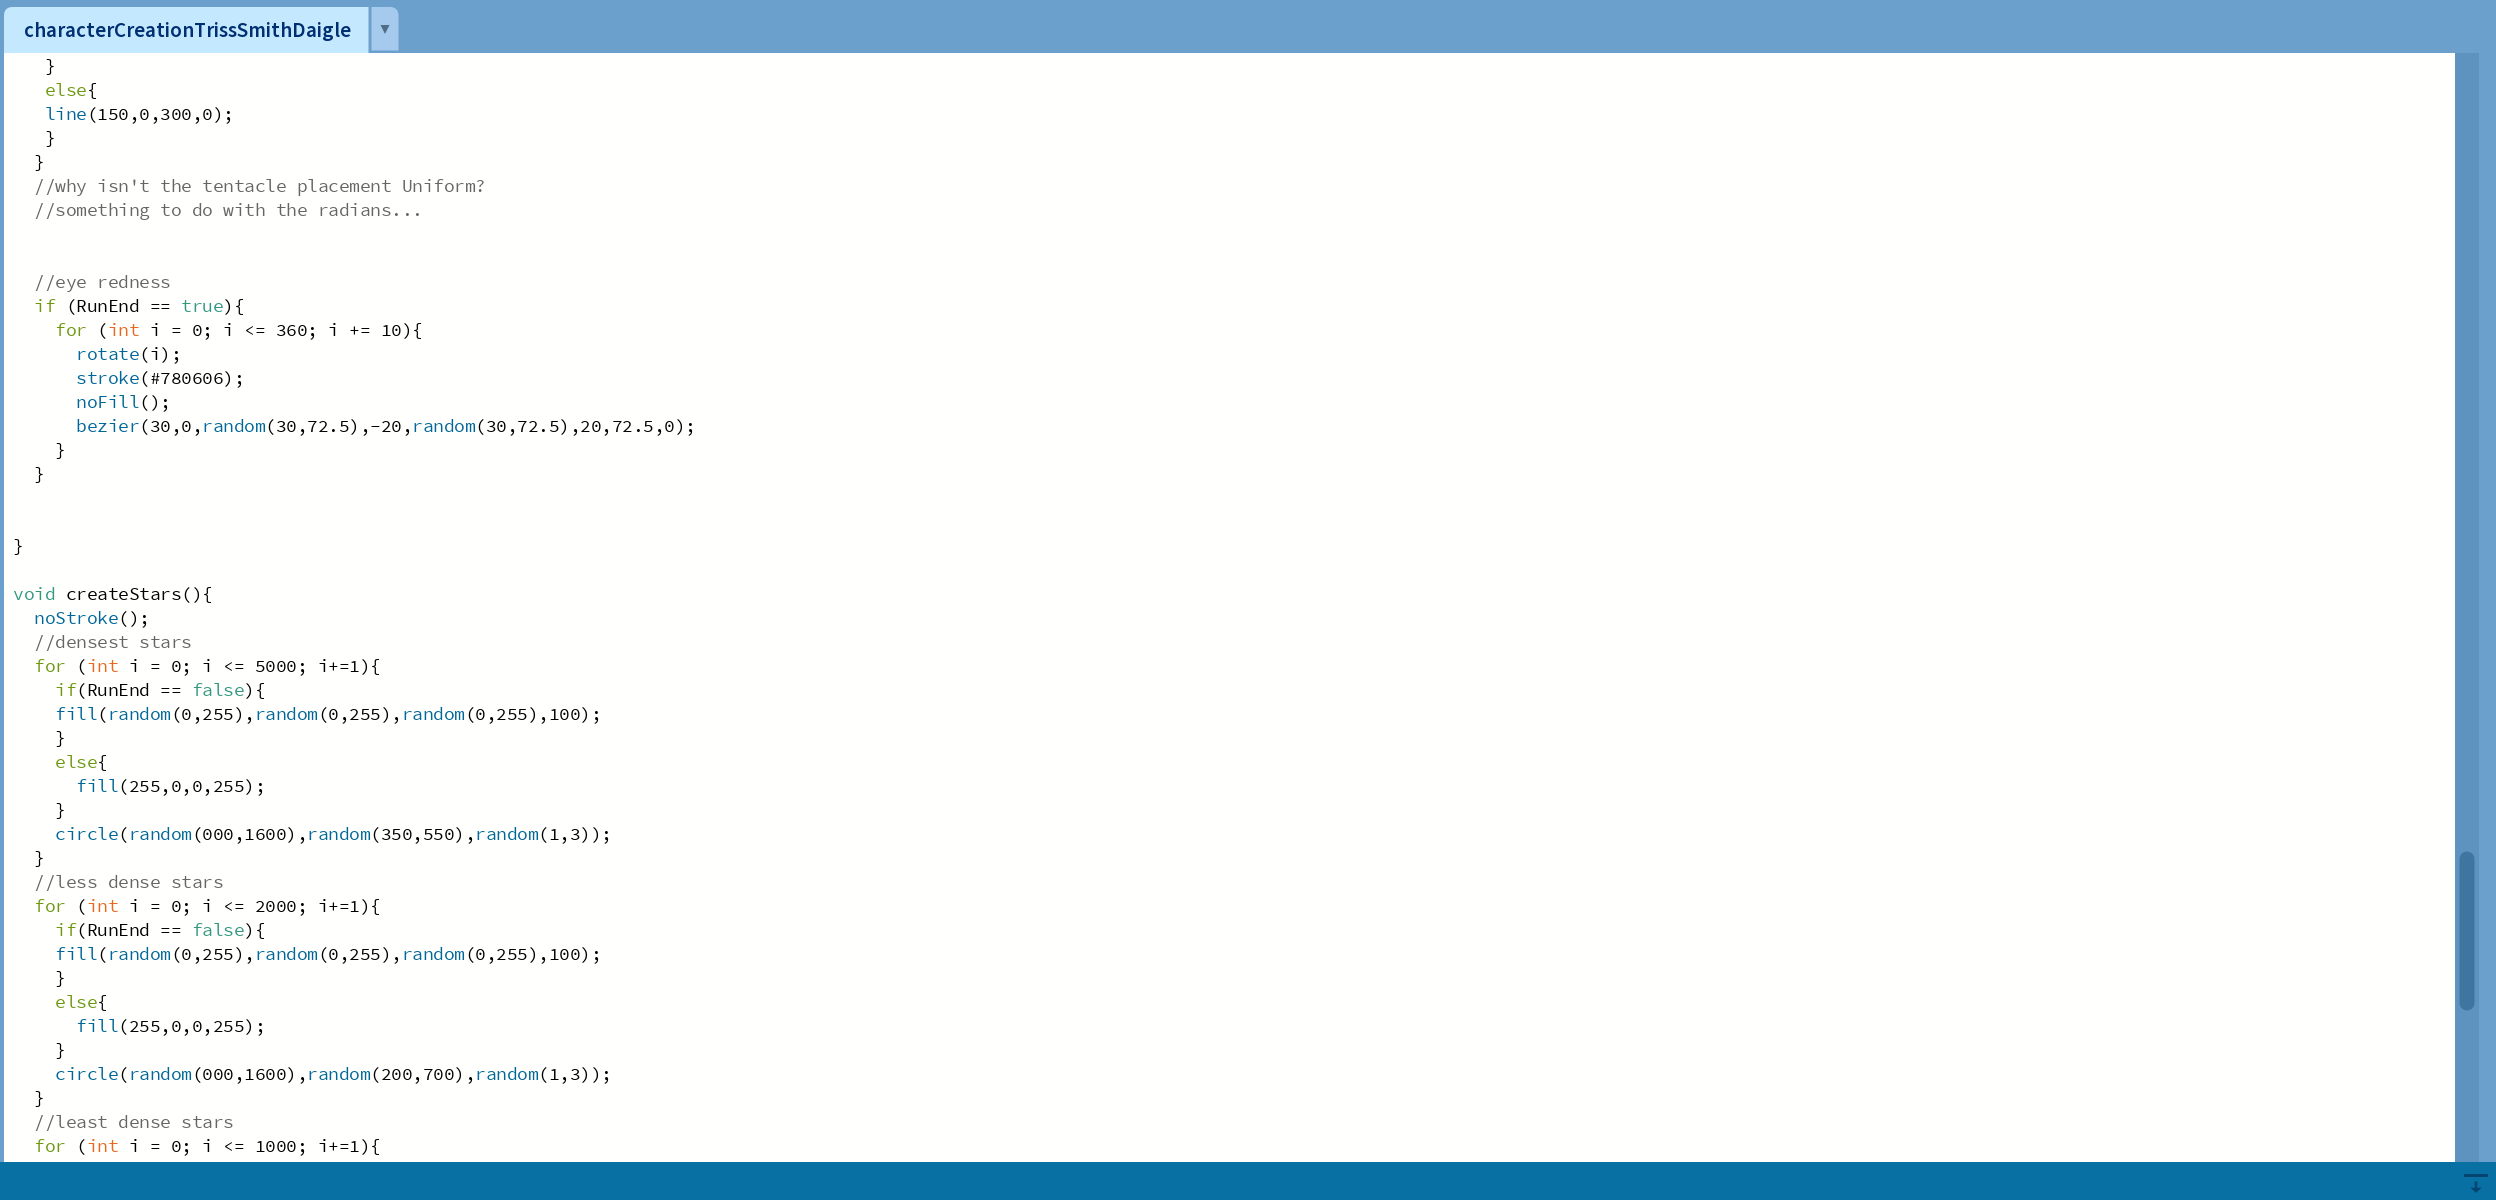 characterCreationTrissSmithDaigle
}
else{
line(150,0,300,0);
}
}
//why isn't the tentacle placement Uniform?
//something to do with the radians...
//eye redness
if (RunEnd == true){
for (int i = 0; i <= 360; i += 10){
rotate(i);
stroke(#780606);
noFill();
bezier(30,0,random(30,72.5),-20,random(30,72.5),20,72.5,0);
}
}
}
void createStars(){
noStroke();
//densest stars
for (int i = 0; i <= 5000; i+=1){
if(RunEnd == false){
fill(random(0,255),random(0,255),random(0,255),100);
}
else{
fill(255,0,0,255);
}
circle(random(000,1600),random(350,550),random(1,3));
}
//less dense stars
for (int i = 0; i <= 2000; i+=1){
if(RunEnd == false){
fill(random(0,255),random(0,255),random(0,255),100);
}
else{
fill(255,0,0,255);
}
circle(random(000,1600),random(200,700),random(1,3));
}
//least dense stars
for (int i = 0; i <= 1000; i+=1){